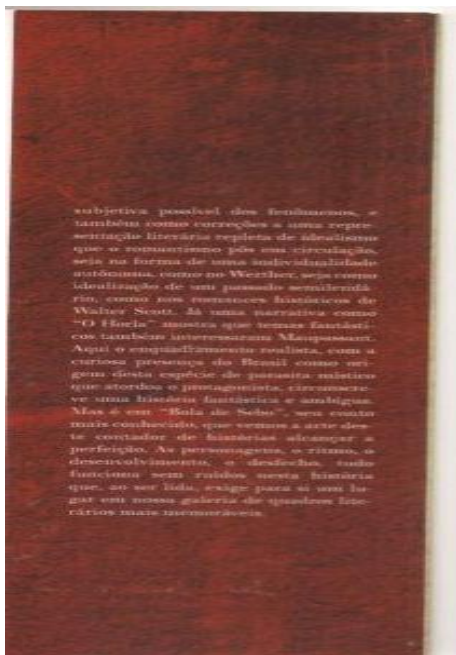 subjetiva possível dos fenômenos, e
também como correções a uma repre-
sentação literária repleta de idealismo
que o romantismo pôs em circulação,
seja na forma de uma individualidade
autônoma, como no Werther, seja como
idealização de um passado semilendá-
rio, como nos romances históricos de
Walter Scott. Já uma narrativa como
"O Horla" mostra que temas fantásti-
cos também interessaram Maupassant.
Aqui o enquadramento realista, com a
curiosa presença do Brasil como ori-
gem desta espécie de parasita místico
que atordoa o protagonista, circunscre-
ve uma história fantástica e ambígua.
Mas é em "Bola de Sebo", seu conto
mais conhecido, que vemos a arte des-
te contador de histórias alcançar a
perfeição. As personagens, o ritmo, o
desenvolvimento, o desfecho, tudo
funciona sem ruídos nesta história
que, ao ser lida, exige para si um lu-
gar em nossa galeria de quadros lite-
rários mais memoráveis.